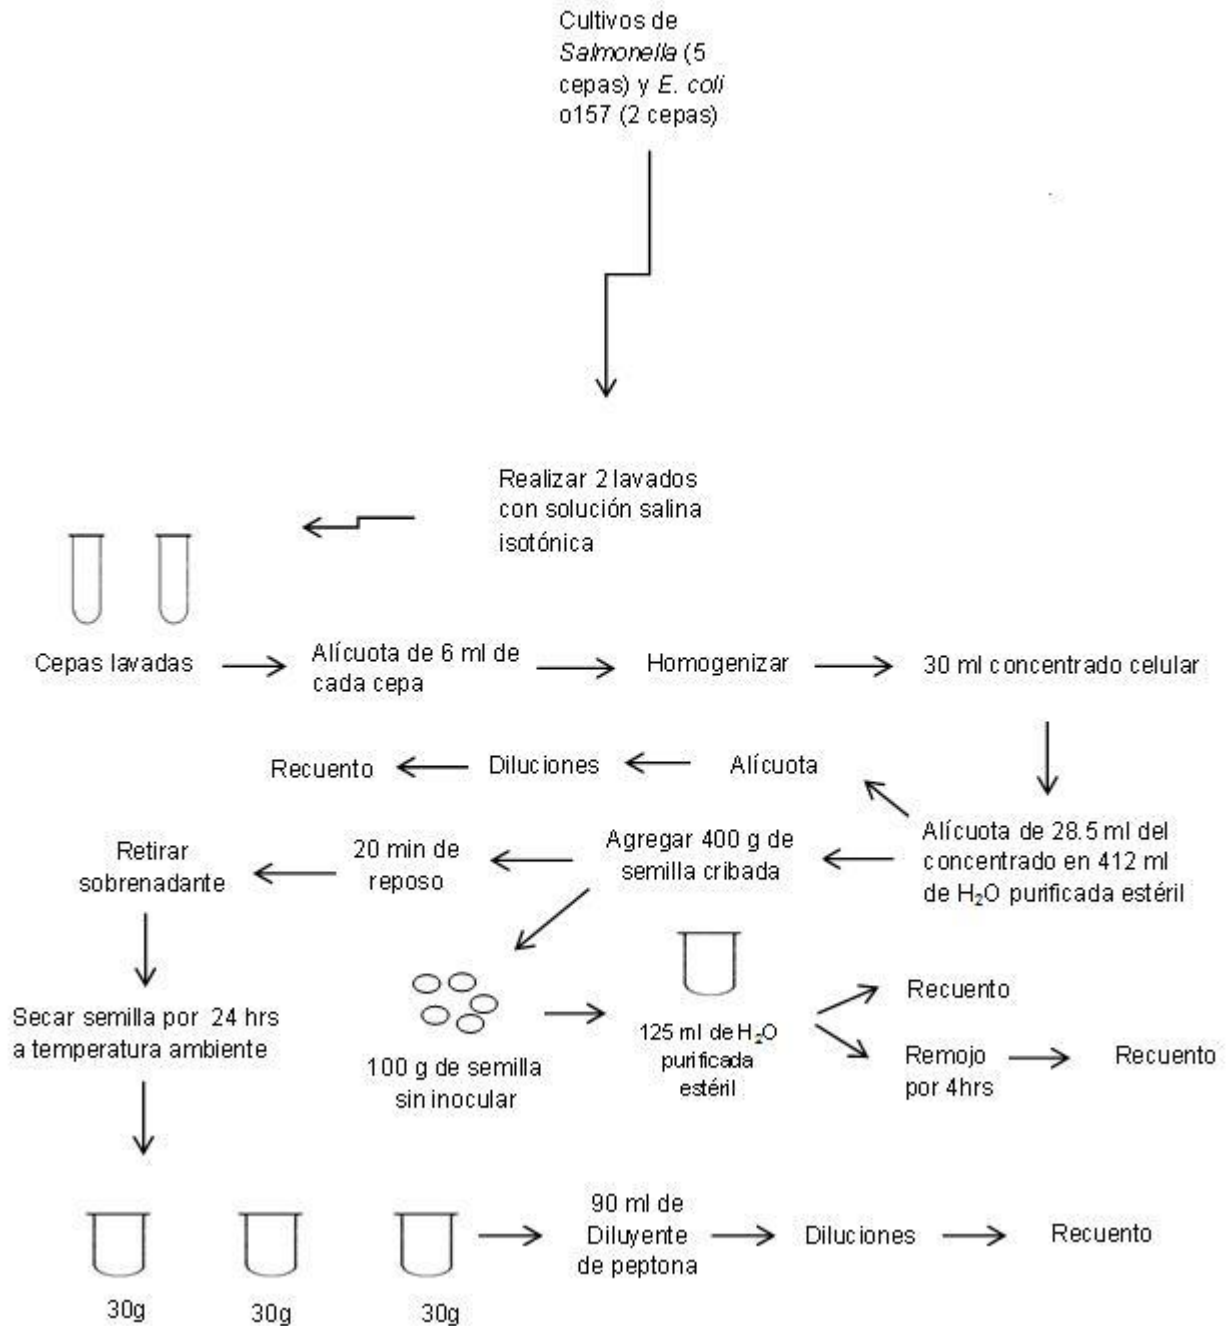 Cultivos de
Salmonella (5
cepas) y E. coli
o157 (2 cepas)
Realizar 2 lavados
con solución salina
isotónica
Cepas lavadas
Alícuota de 6 ml de
cada cepa
Homogenizar
30 ml concentrado celular
Recuento
Diluciones
Alícuota
Alícuota de 28.5 ml del
concentrado en 412 ml
de H₂O purificada estéril
Agregar 400 g de
semilla cribada
20 min de
reposo
Retirar
sobrenadante
Secar semilla por 24 hrs
a temperatura ambiente
100 g de semilla
sin inocular
125 ml de H₂O
purificada
estéril
Recuento
Remojo
por 4hrs
Recuento
30g
30g
30g
90 ml de
Diluyente
de peptona
Diluciones
Recuento